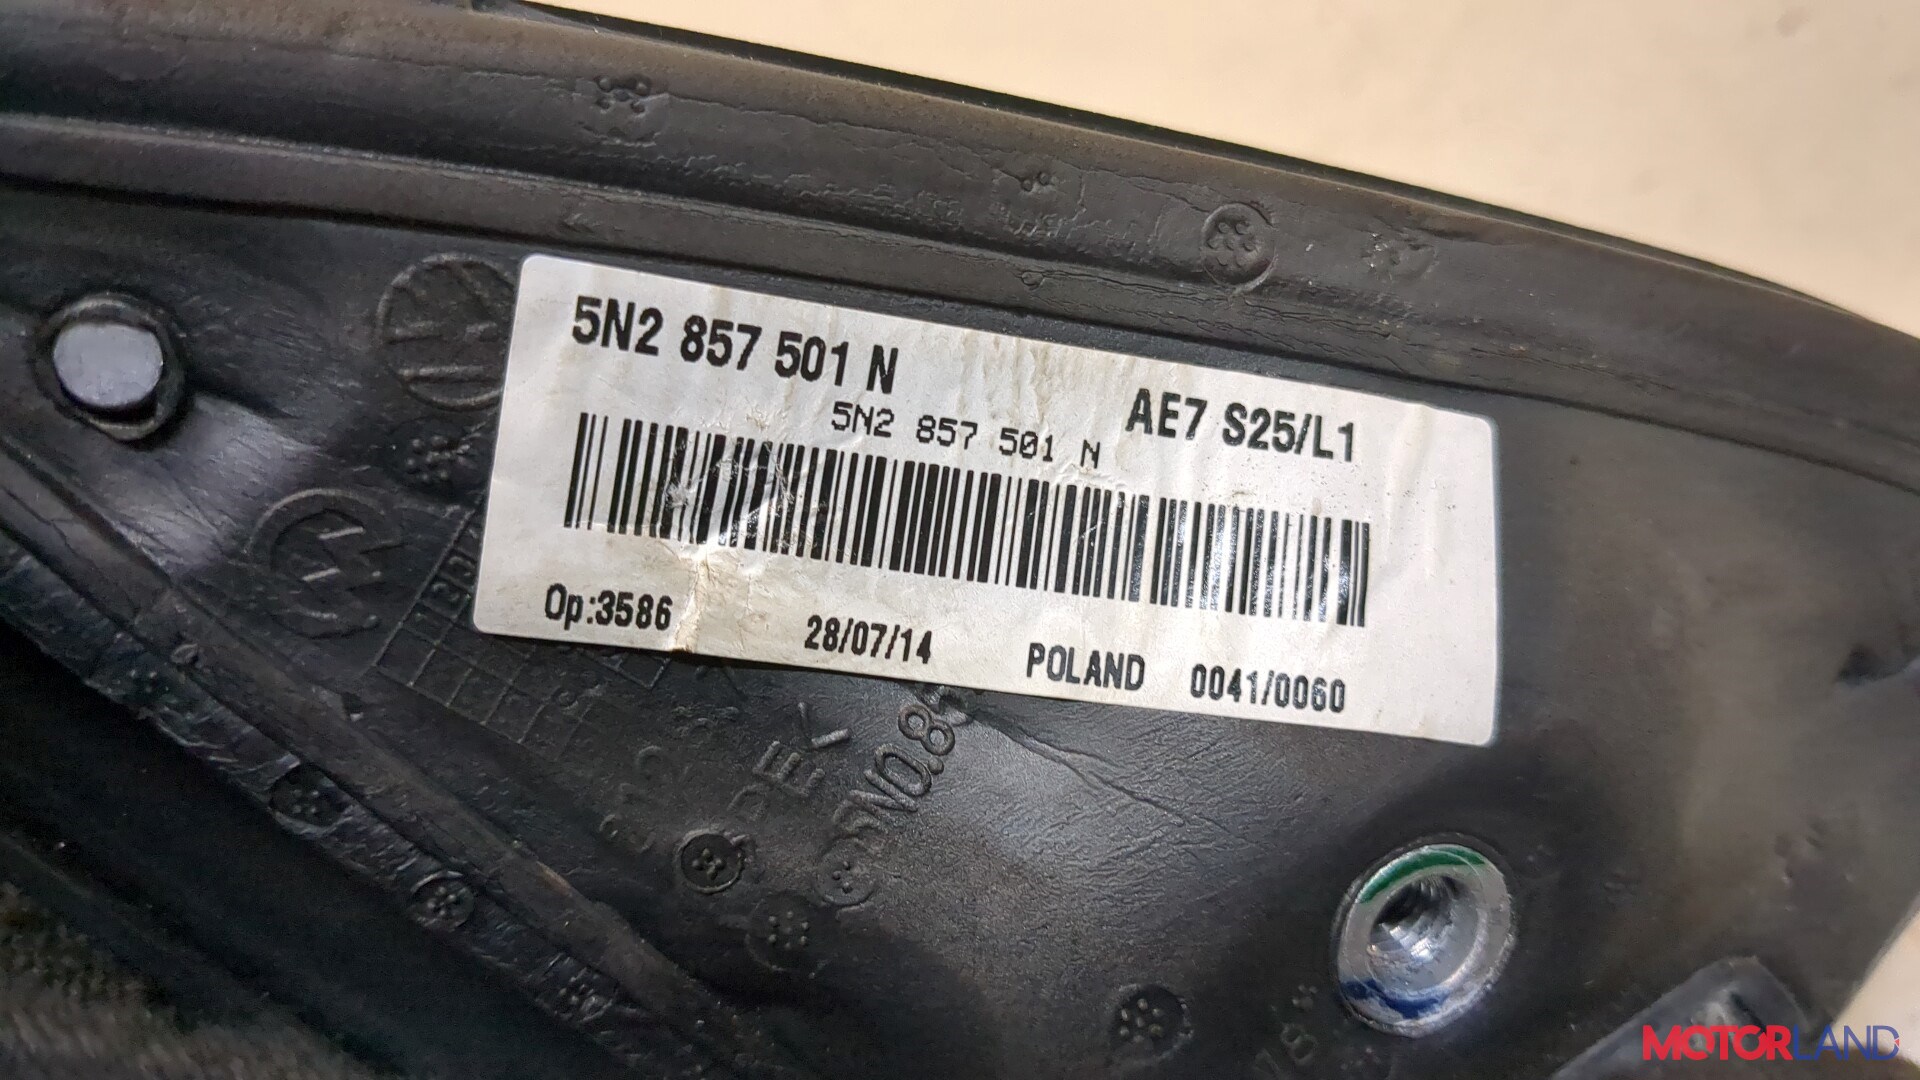 5N2 857 501 N
AE7 S25/L1
5N2 857 501 N
Op:3586
28/07/14
POLAND
0041/0060
MOTORLAND